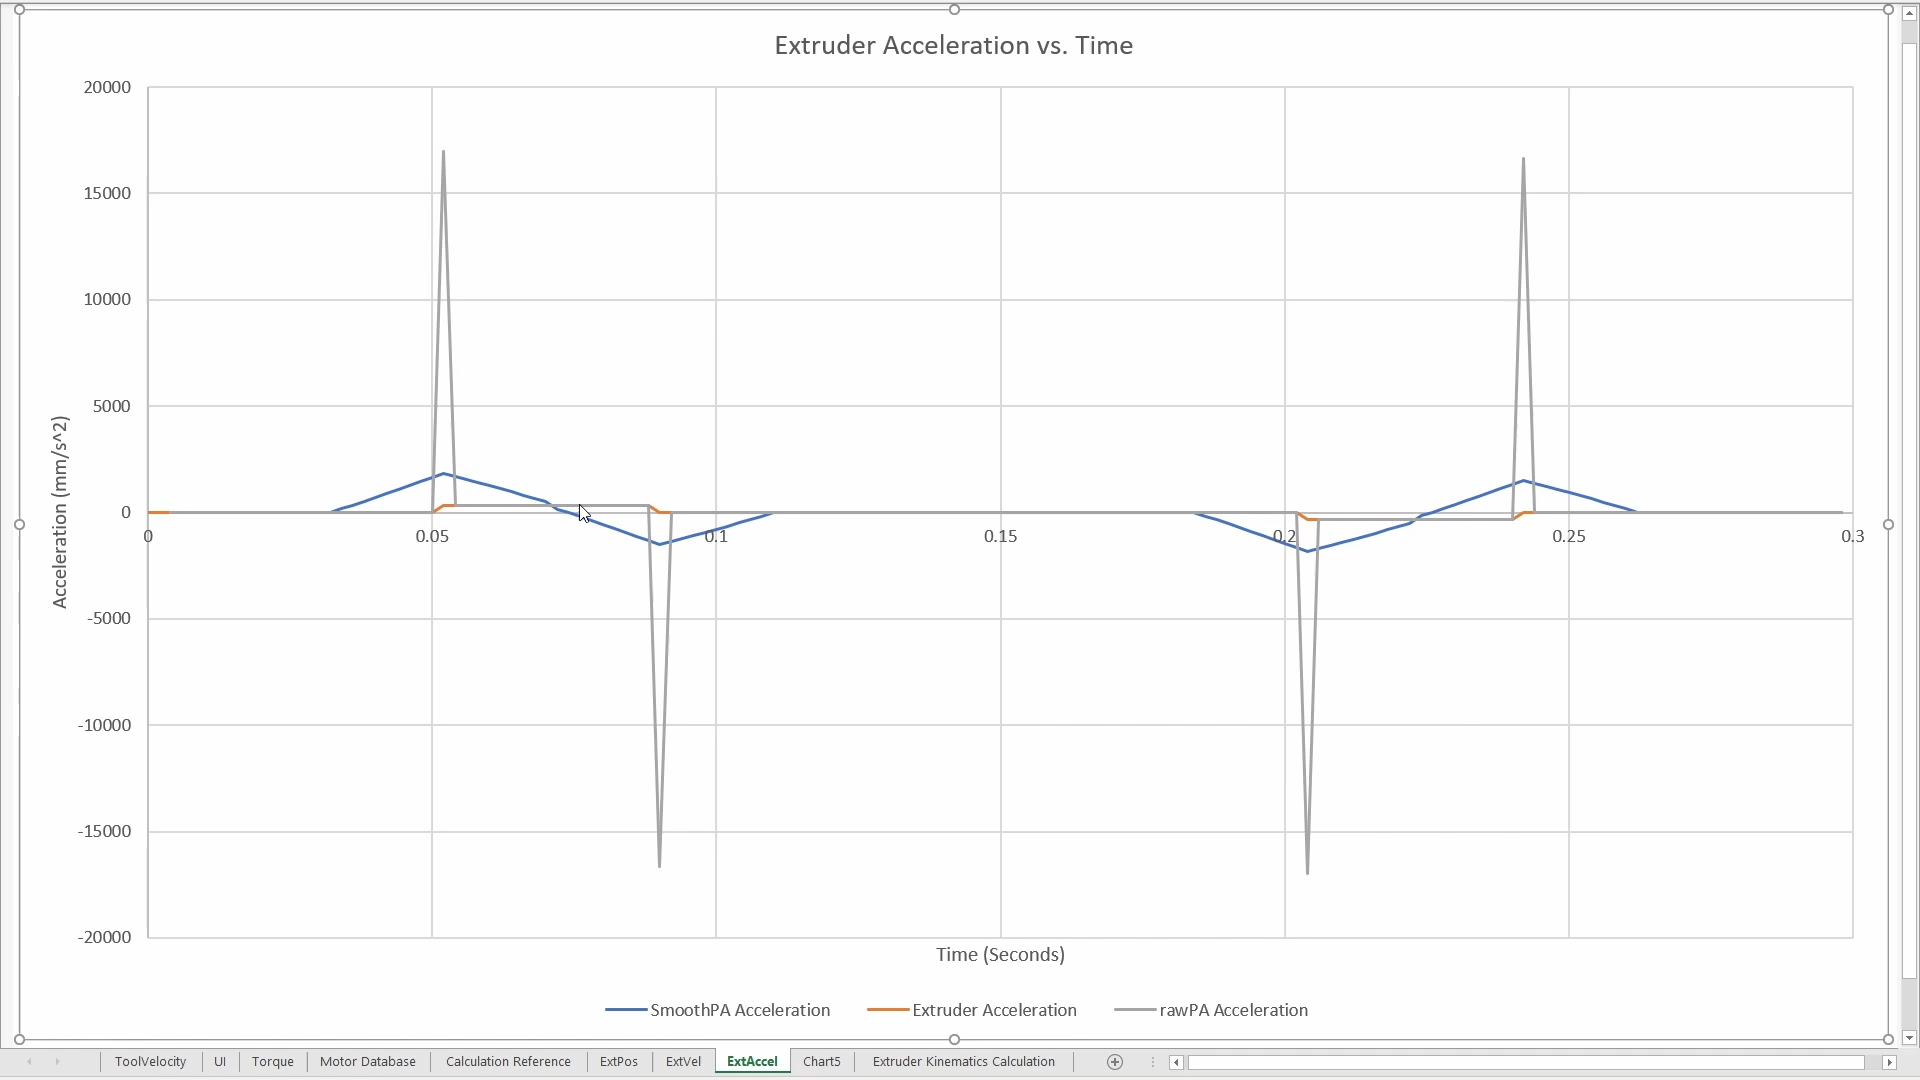 Extruder Acceleration vs. Time
20000
15000
10000
5000
0
-5000
-10000
-15000
-20000
Acceleration (mm/s^2)
0 0.05 0.1 0.15 0.2 0.25 0.3
Time (Seconds)
SmoothPA Acceleration Extruder Acceleration rawPA Acceleration
ToolVelocity UI Torque Motor Database Calculation Reference ExtPos ExtVel ExtAccel Chart5 Extruder Kinematics Calculation